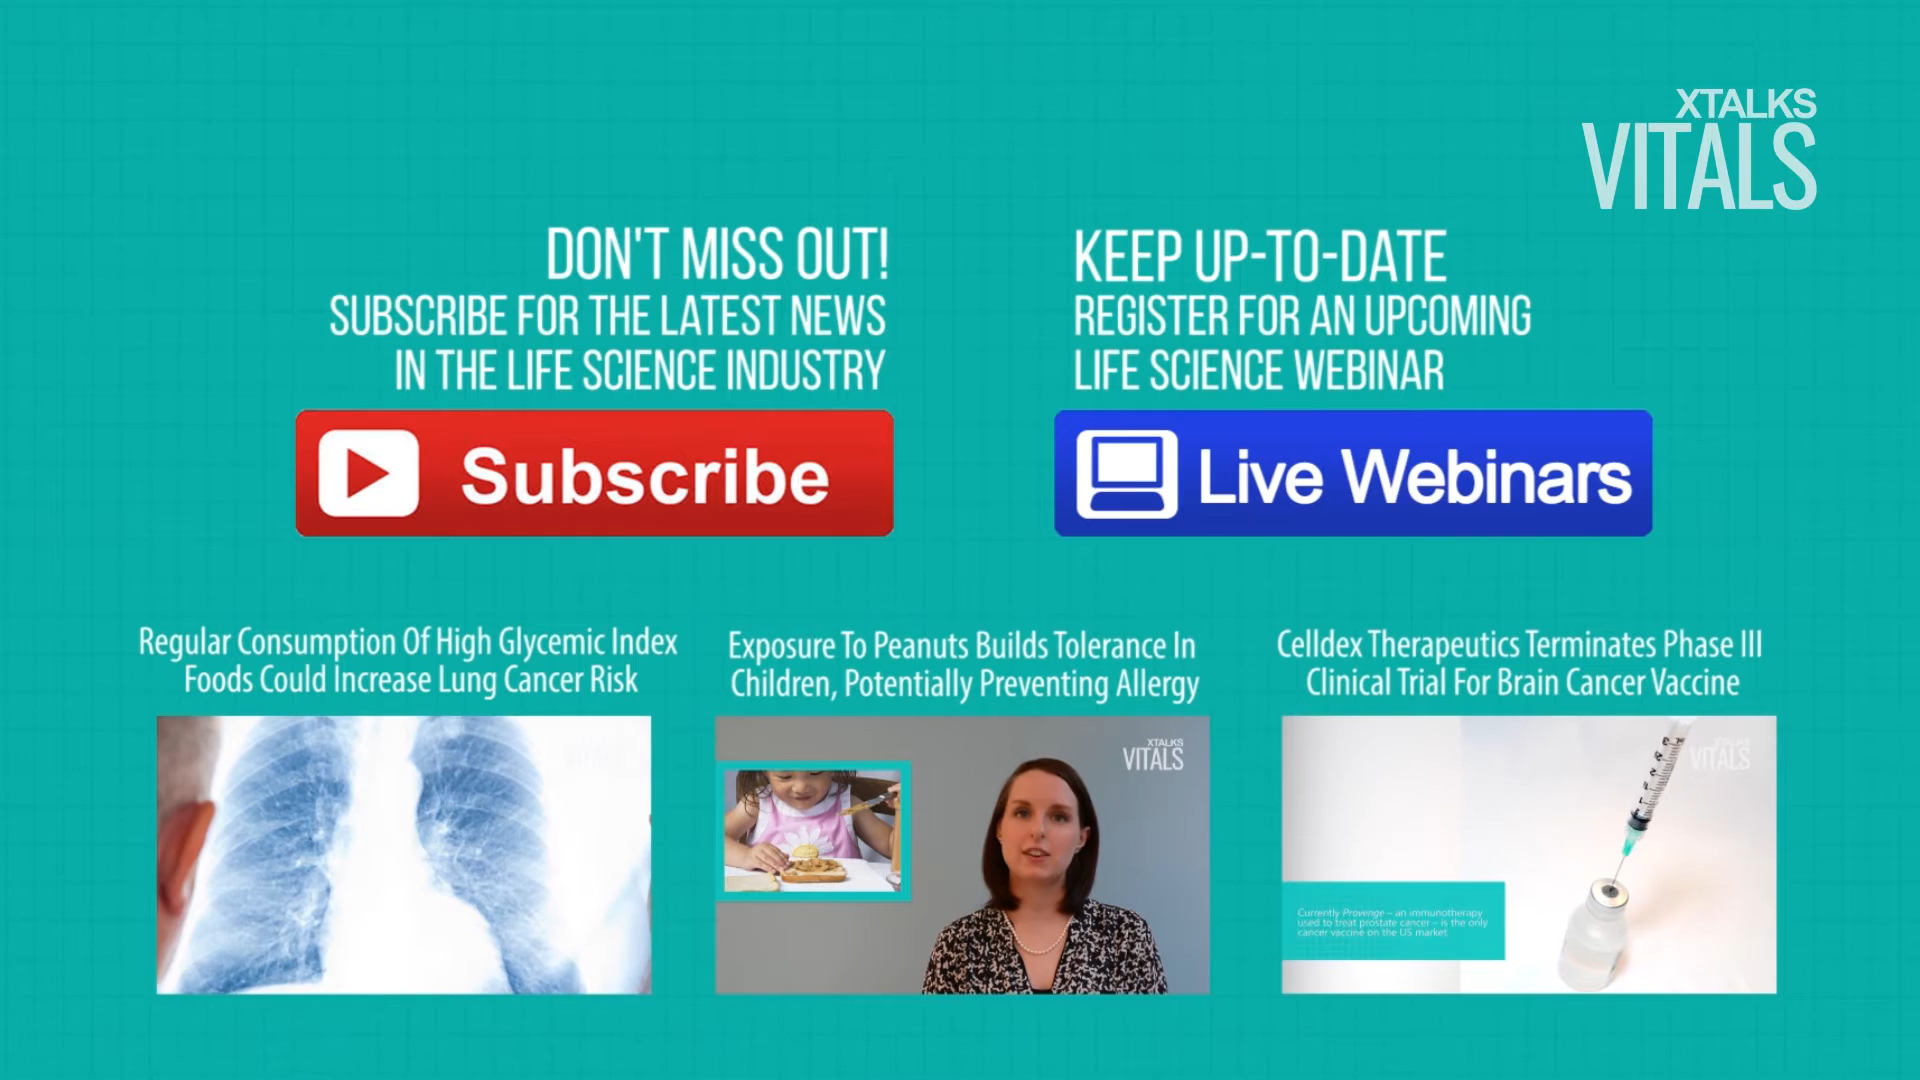 XTALKS
VITALS
DON'T MISS OUT!
SUBSCRIBE FOR THE LATEST NEWS
IN THE LIFE SCIENCE INDUSTRY
Subscribe
KEEP UP-TO-DATE
REGISTER FOR AN UPCOMING
LIFE SCIENCE WEBINAR
Live Webinars
Regular Consumption Of High Glycemic Index
Foods Could Increase Lung Cancer Risk
Exposure To Peanuts Builds Tolerance In
Children, Potentially Preventing Allergy
XTALKS
VITALS
Celldex Therapeutics Terminates Phase III
Clinical Trial For Brain Cancer Vaccine
XTALKS
VITALS
Currently Provenge – an immunotherapy
used to treat prostate cancer – is the only
cancer vaccine on the US market